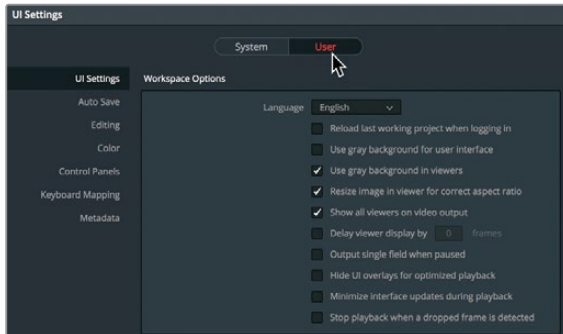 UI Settings
System User
UI Settings
Workspace Options
Auto Save
Editing
Color
Control Panels
Keyboard Mapping
Metadata
Language English
Reload last working project when logging in
Use gray background for user interface
Use gray background in viewers
Resize image in viewer for correct aspect ratio
Show all viewers on video output
Delay viewer display by 0 frames
Output single field when paused
Hide UI overlays for optimized playback
Minimize interface updates during playback
Stop playback when a dropped frame is detected